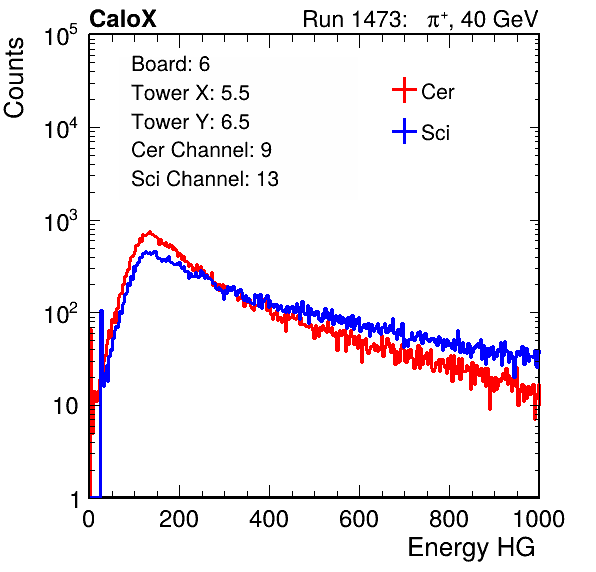 CaloX Run 1473: π⁺, 40 GeV
Counts
Board: 6
Tower X: 5.5
Tower Y: 6.5
Cer Channel: 9
Sci Channel: 13
Cer
Sci
10⁵
10⁴
10³
10²
10
1
0 200 400 600 800 1000
Energy HG